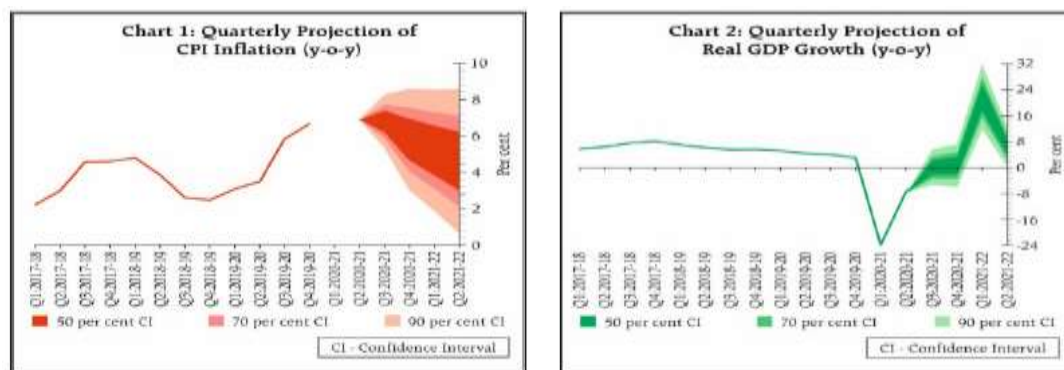 Chart 1: Quarterly Projection of
CPI Inflation (y-o-y)
10
8
6
4
2
0
Per cent
Q1:2017-18
Q2:2017-18
Q3:2017-18
Q4:2017-18
Q1:2018-19
Q2:2018-19
Q3:2018-19
Q4:2018-19
Q1:2019-20
Q2:2019-20
Q3:2019-20
Q4:2019-20
Q1:2020-21
Q2:2020-21
Q3:2020-21
Q4:2020-21
Q1:2021-22
Q2:2021-22
50 per cent CI
70 per cent CI
90 per cent CI
CI - Confidence Interval
Chart 2: Quarterly Projection of
Real GDP Growth (y-o-y)
32
24
16
8
0
-8
-16
-24
Per cent
Q1:2017-18
Q2:2017-18
Q3:2017-18
Q4:2017-18
Q1:2018-19
Q2:2018-19
Q3:2018-19
Q4:2018-19
Q1:2019-20
Q2:2019-20
Q3:2019-20
Q4:2019-20
Q1:2020-21
Q2:2020-21
Q3:2020-21
Q4:2020-21
Q1:2021-22
Q2:2021-22
50 per cent CI
70 per cent CI
90 per cent CI
CI - Confidence Interval